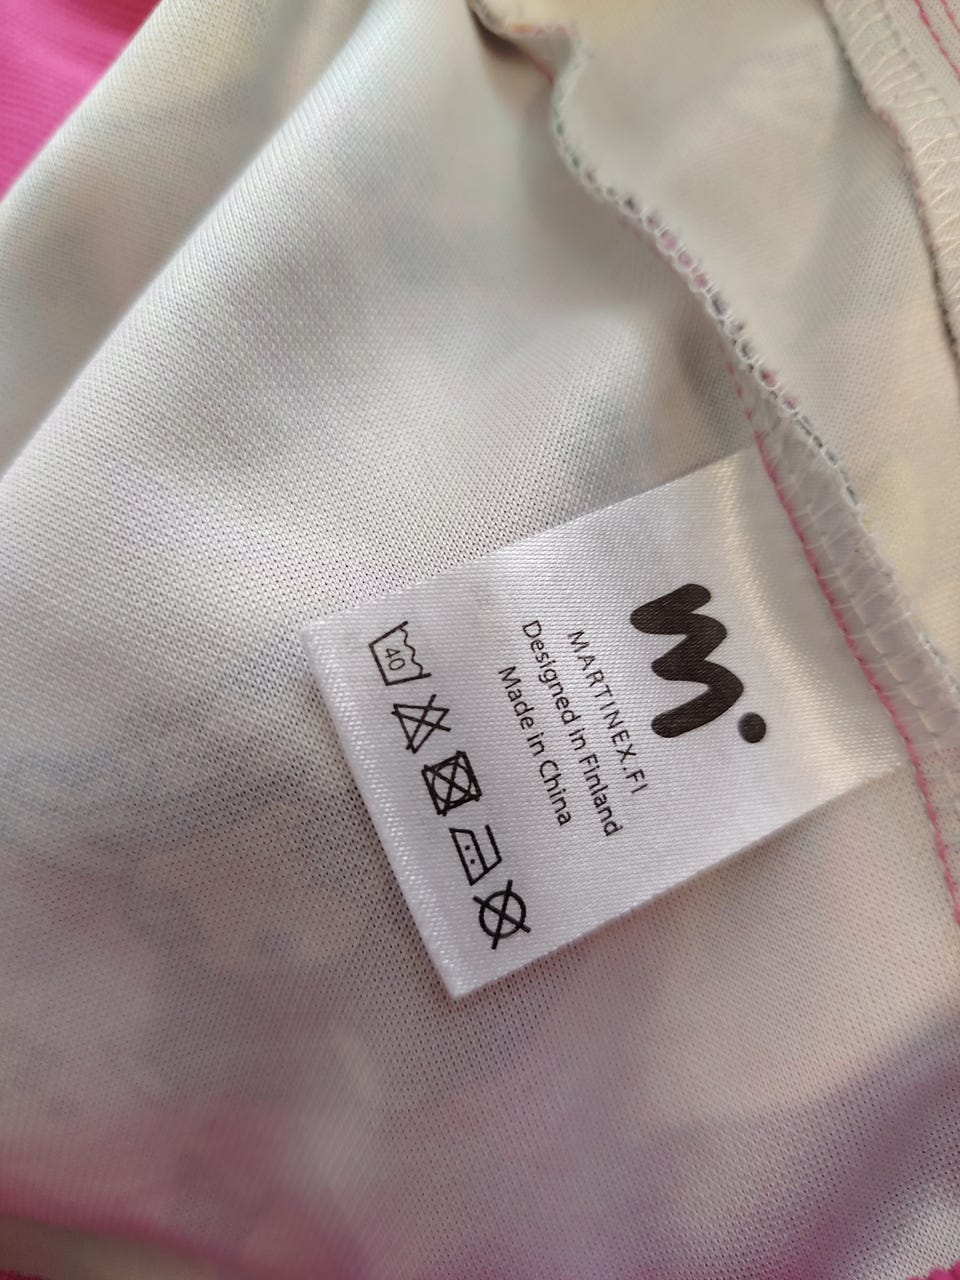 m.
MARTINEX.FI
Designed in Finland
Made in China
40